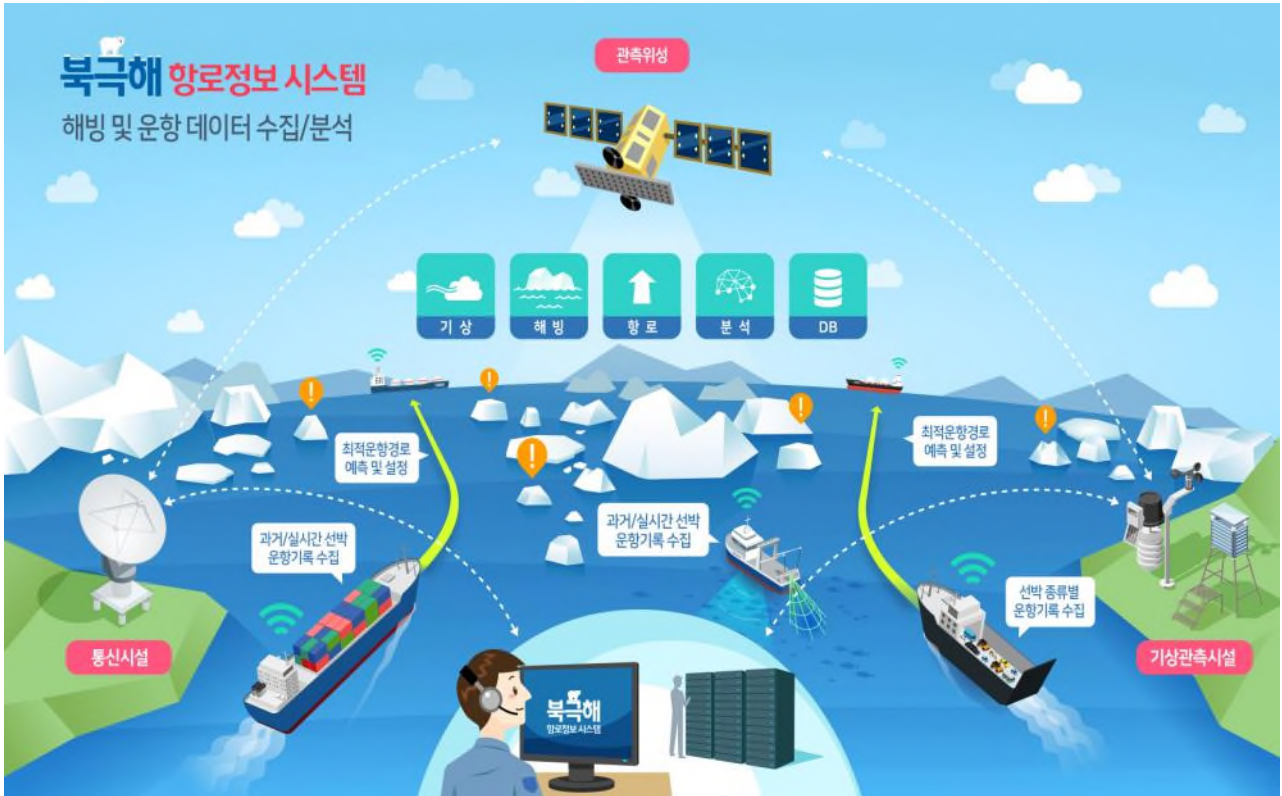 북극해 항로정보 시스템
해빙 및 운항 데이터 수집/분석
관측위성
기상
해빙
항로
분석
DB
최적운항경로
예측 및 설정
최적운항경로
예측 및 설정
과거/실시간 선박
운항기록 수집
과거/실시간 선박
운항기록 수집
선박 종류별
운항기록 수집
통신시설
기상관측시설
북극해
항로정보 시스템